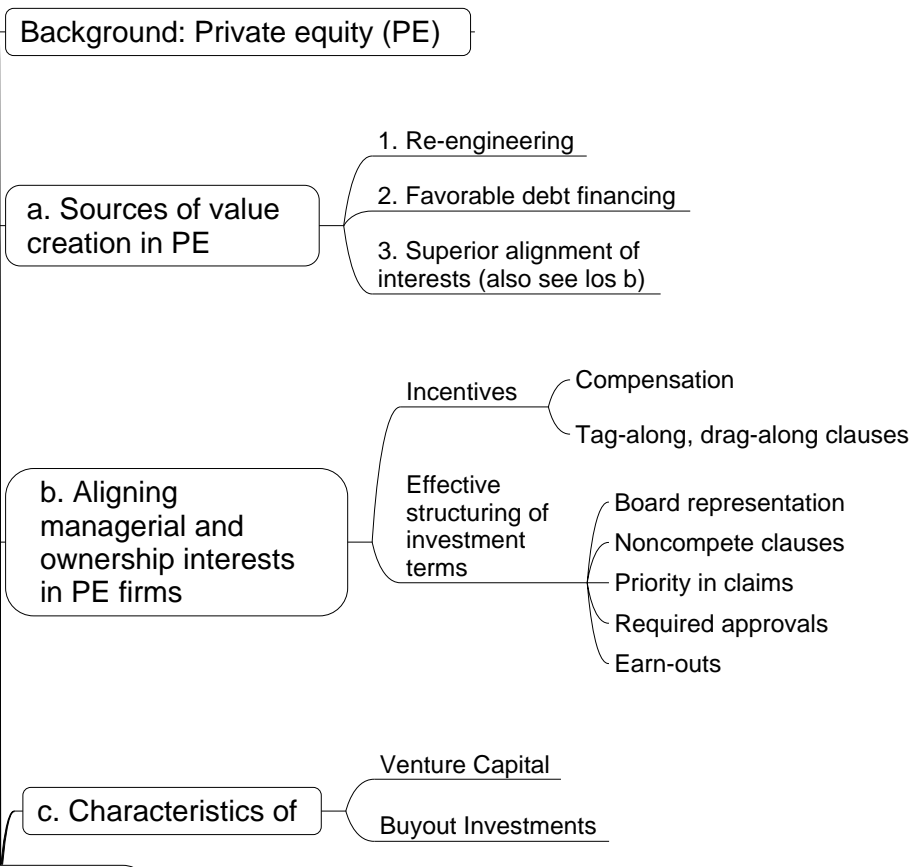 Background: Private equity (PE)
a. Sources of value
creation in PE
1. Re-engineering
2. Favorable debt financing
3. Superior alignment of
interests (also see los b)
b. Aligning
managerial and
ownership interests
in PE firms
Incentives
Compensation
Tag-along, drag-along clauses
Effective
structuring of
investment
terms
Board representation
Noncompete clauses
Priority in claims
Required approvals
Earn-outs
c. Characteristics of
Venture Capital
Buyout Investments